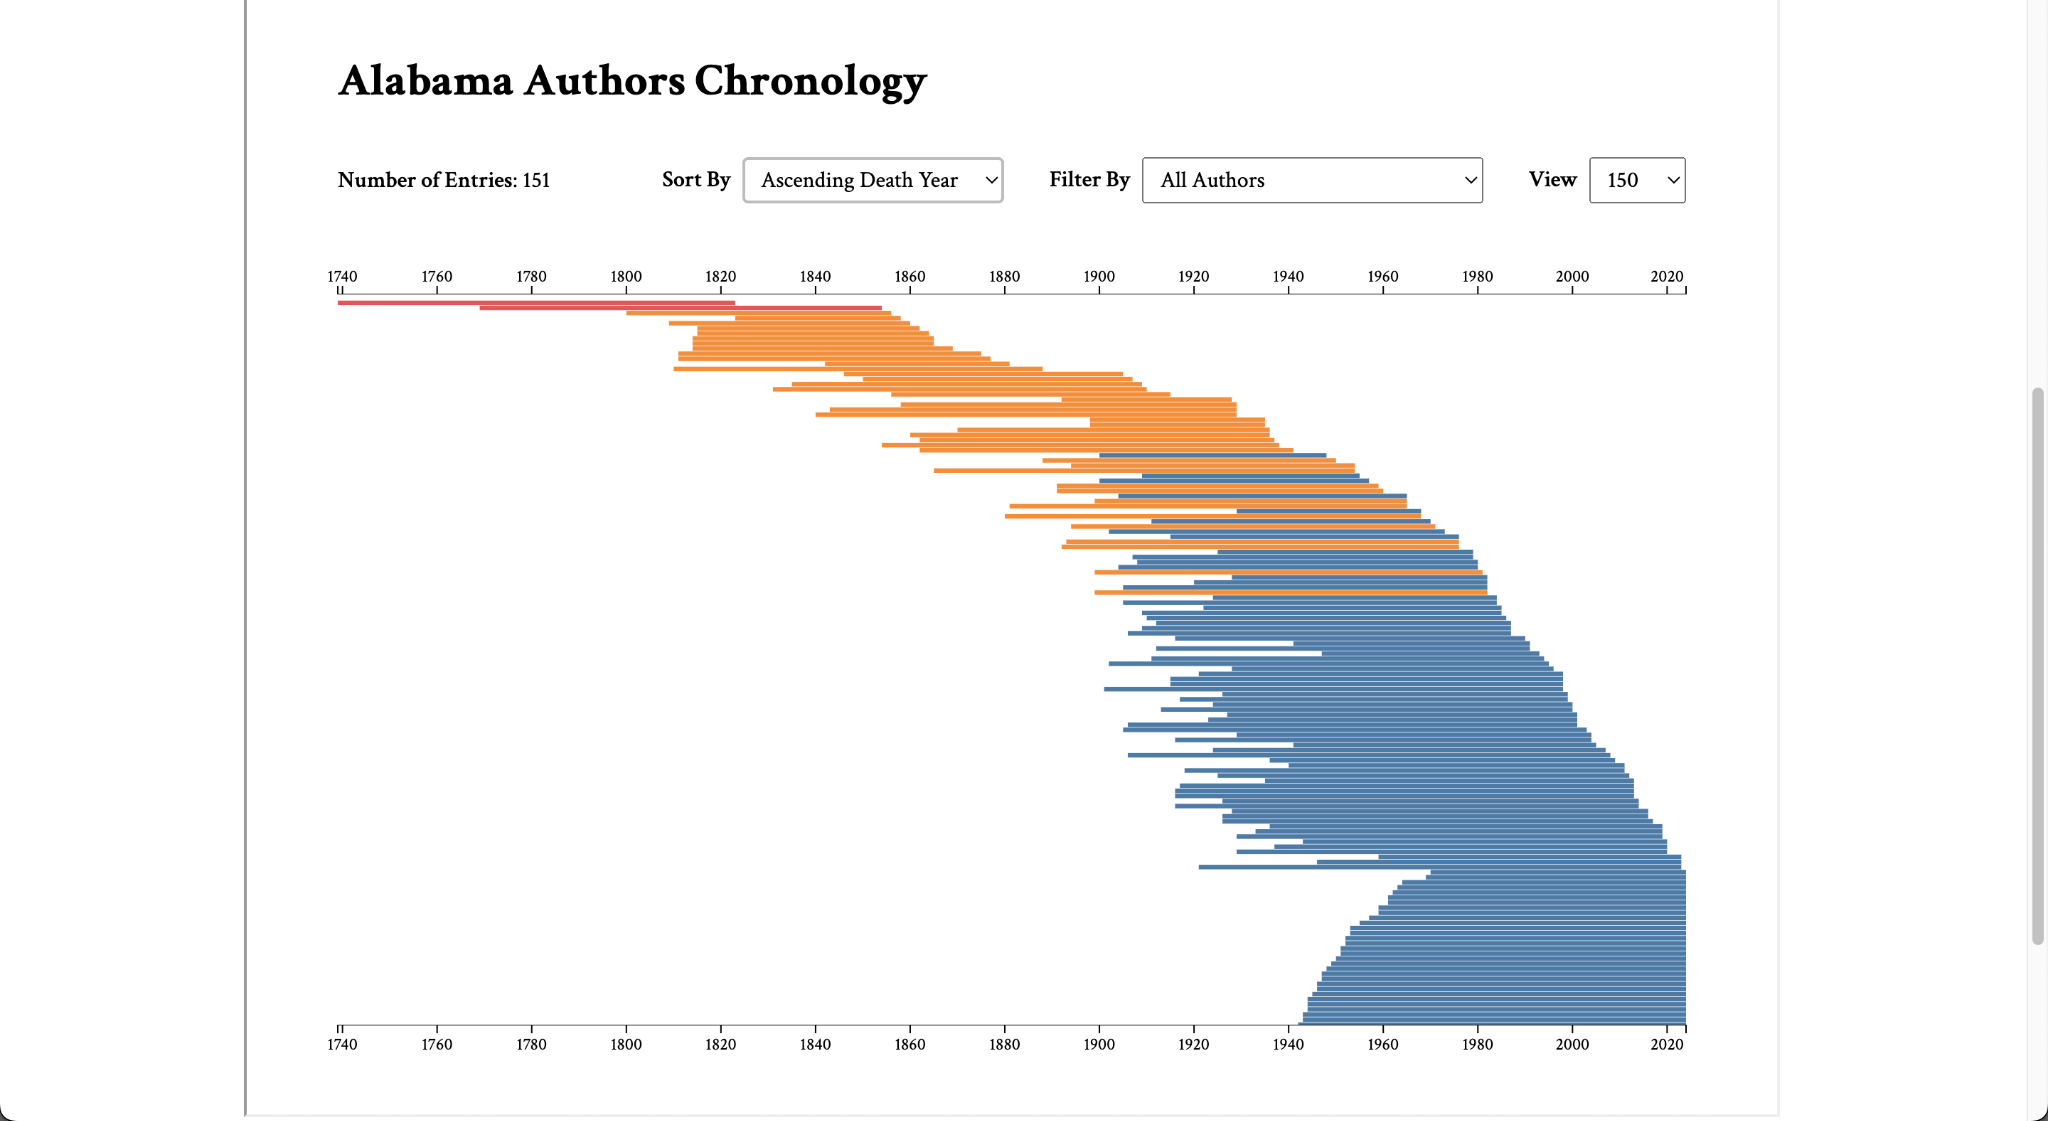 Alabama Authors Chronology
Number of Entries: 151 Sort By Ascending Death Year Filter By All Authors View 150
1740 1760 1780 1800 1820 1840 1860 1880 1900 1920 1940 1960 1980 2000 2020
1740 1760 1780 1800 1820 1840 1860 1880 1900 1920 1940 1960 1980 2000 2020